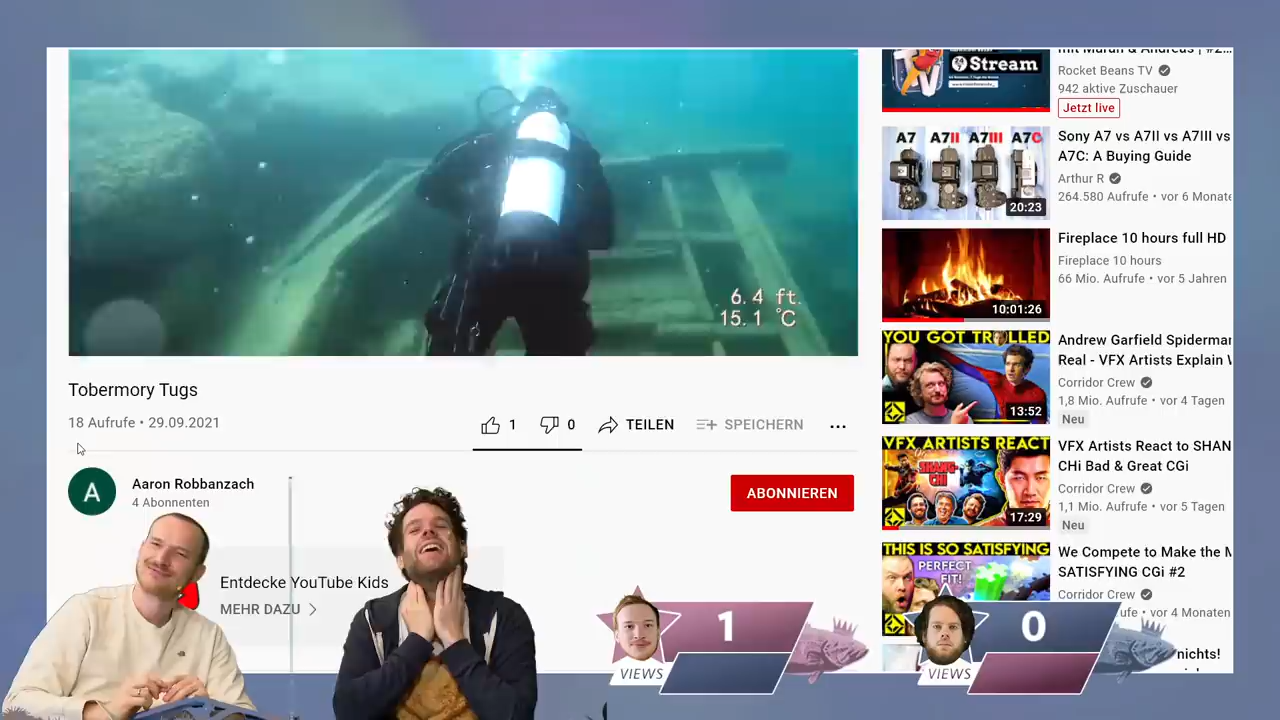 6.4 ft.
15.1 °C
Tobermory Tugs
18 Aufrufe • 29.09.2021
1
0
TEILEN
SPEICHERN
A
Aaron Robbanzach
4 Abonnenten
ABONNIEREN
Entdecke YouTube Kids
MEHR DAZU
Stream
Rocket Beans TV
942 aktive Zuschauer
Jetzt live
A7 A7II A7III A7C
20:23
Sony A7 vs A7II vs A7III vs
A7C: A Buying Guide
Arthur R
264.580 Aufrufe • vor 6 Monate
10:01:26
Fireplace 10 hours full HD
Fireplace 10 hours
66 Mio. Aufrufe • vor 5 Jahren
YOU GOT TROLLED
13:52
Andrew Garfield Spiderman
Real - VFX Artists Explain
Corridor Crew
1,8 Mio. Aufrufe • vor 4 Tagen
Neu
VFX ARTISTS REACT
SHANG-CHI
17:29
VFX Artists React to SHAN
CHi Bad & Great CGi
Corridor Crew
1,1 Mio. Aufrufe • vor 5 Tagen
Neu
THIS IS SO SATISFYING
PERFECT
FIT!
We Compete to Make the M
SATISFYING CGi #2
Corridor Crew
ufe • vor 4 Monaten
nichts!
1
VIEWS
0
VIEWS